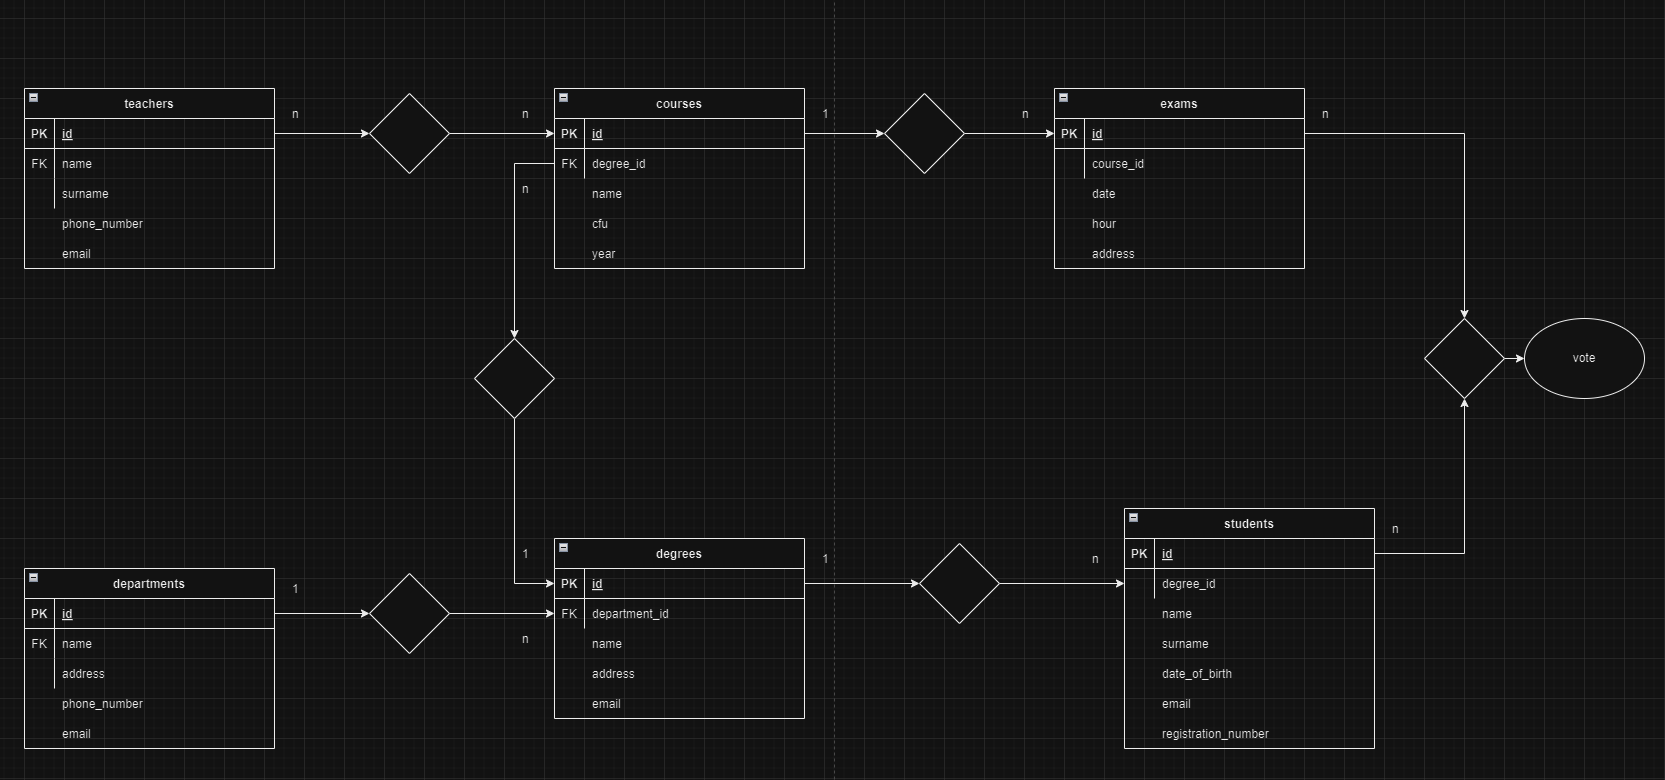 teachers
PK id
FK name
surname
phone_number
email
n
n
courses
PK id
FK degree_id
name
cfu
year
1
n
exams
PK id
course_id
date
hour
address
n
n
vote
1
departments
PK id
FK name
address
phone_number
email
1
n
degrees
PK id
FK department_id
name
address
email
1
n
students
PK id
degree_id
name
surname
date_of_birth
email
registration_number
n